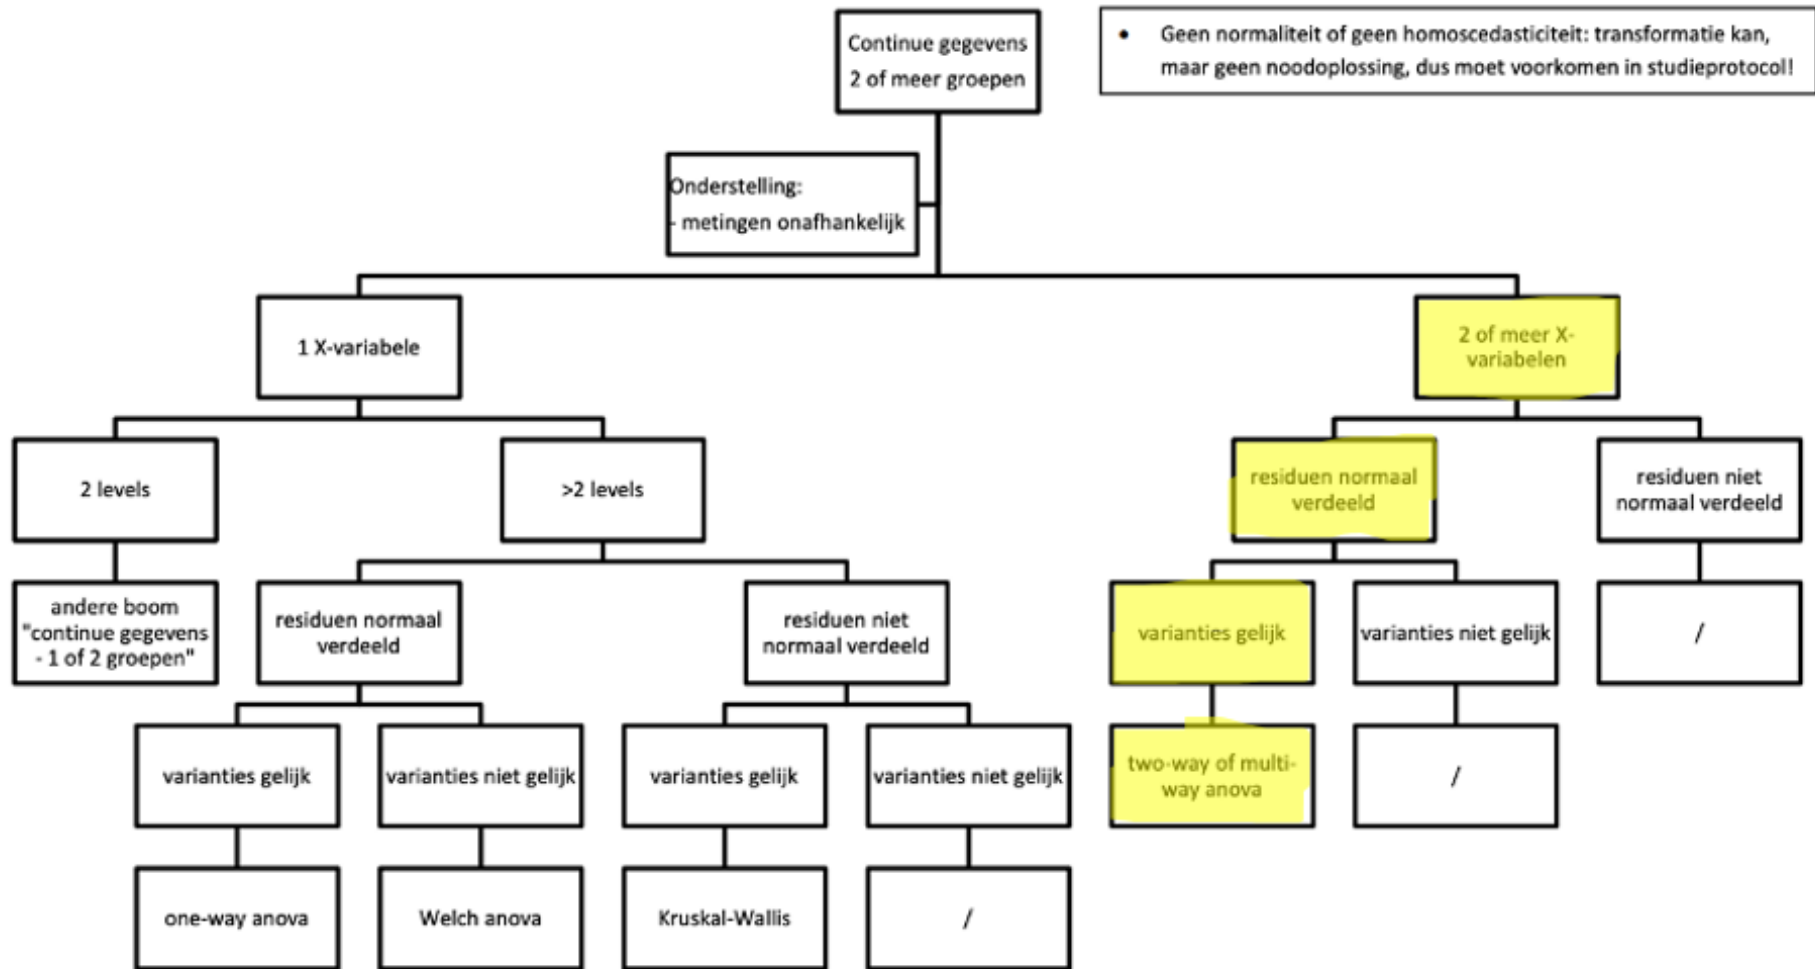 Continue gegevens
2 of meer groepen
• Geen normaliteit of geen homoscedasticiteit: transformatie kan,
maar geen noodoplossing, dus moet voorkomen in studieprotocol!
Onderstelling:
- metingen onafhankelijk
1 X-variabele
2 of meer X-
variabelen
2 levels
>2 levels
residuen normaal
verdeeld
residuen niet
normaal verdeeld
andere boom
"continue gegevens
- 1 of 2 groepen"
residuen normaal
verdeeld
residuen niet
normaal verdeeld
varianties gelijk
varianties niet gelijk
/
varianties gelijk
varianties niet gelijk
varianties gelijk
varianties niet gelijk
two-way of multi-
way anova
/
one-way anova
Welch anova
Kruskal-Wallis
/